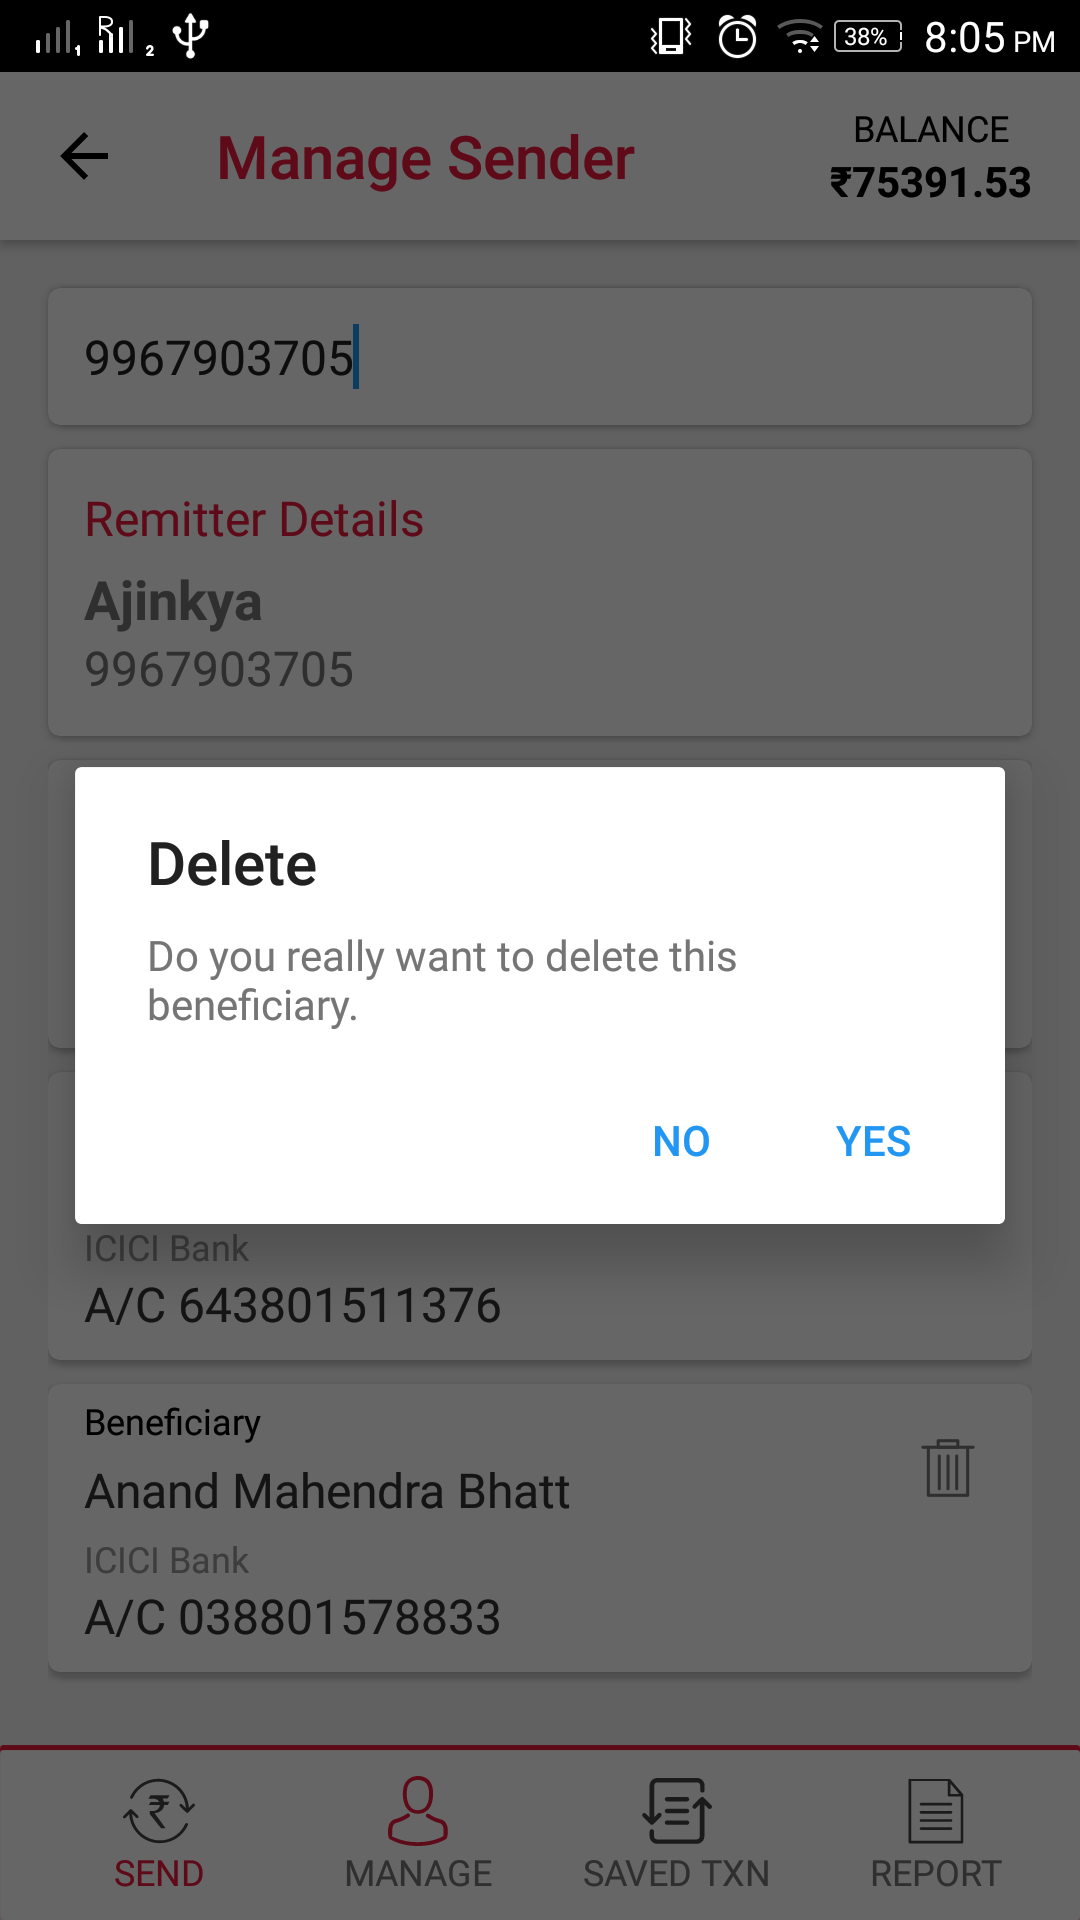 1 R 2 38% 8:05 PM
Manage Sender
BALANCE
₹75391.53
9967903705
Remitter Details
Ajinkya
9967903705
Delete
Do you really want to delete this
beneficiary.
NO YES
ICICI Bank
A/C 643801511376
Beneficiary
Anand Mahendra Bhatt
ICICI Bank
A/C 038801578833
SEND MANAGE SAVED TXN REPORT